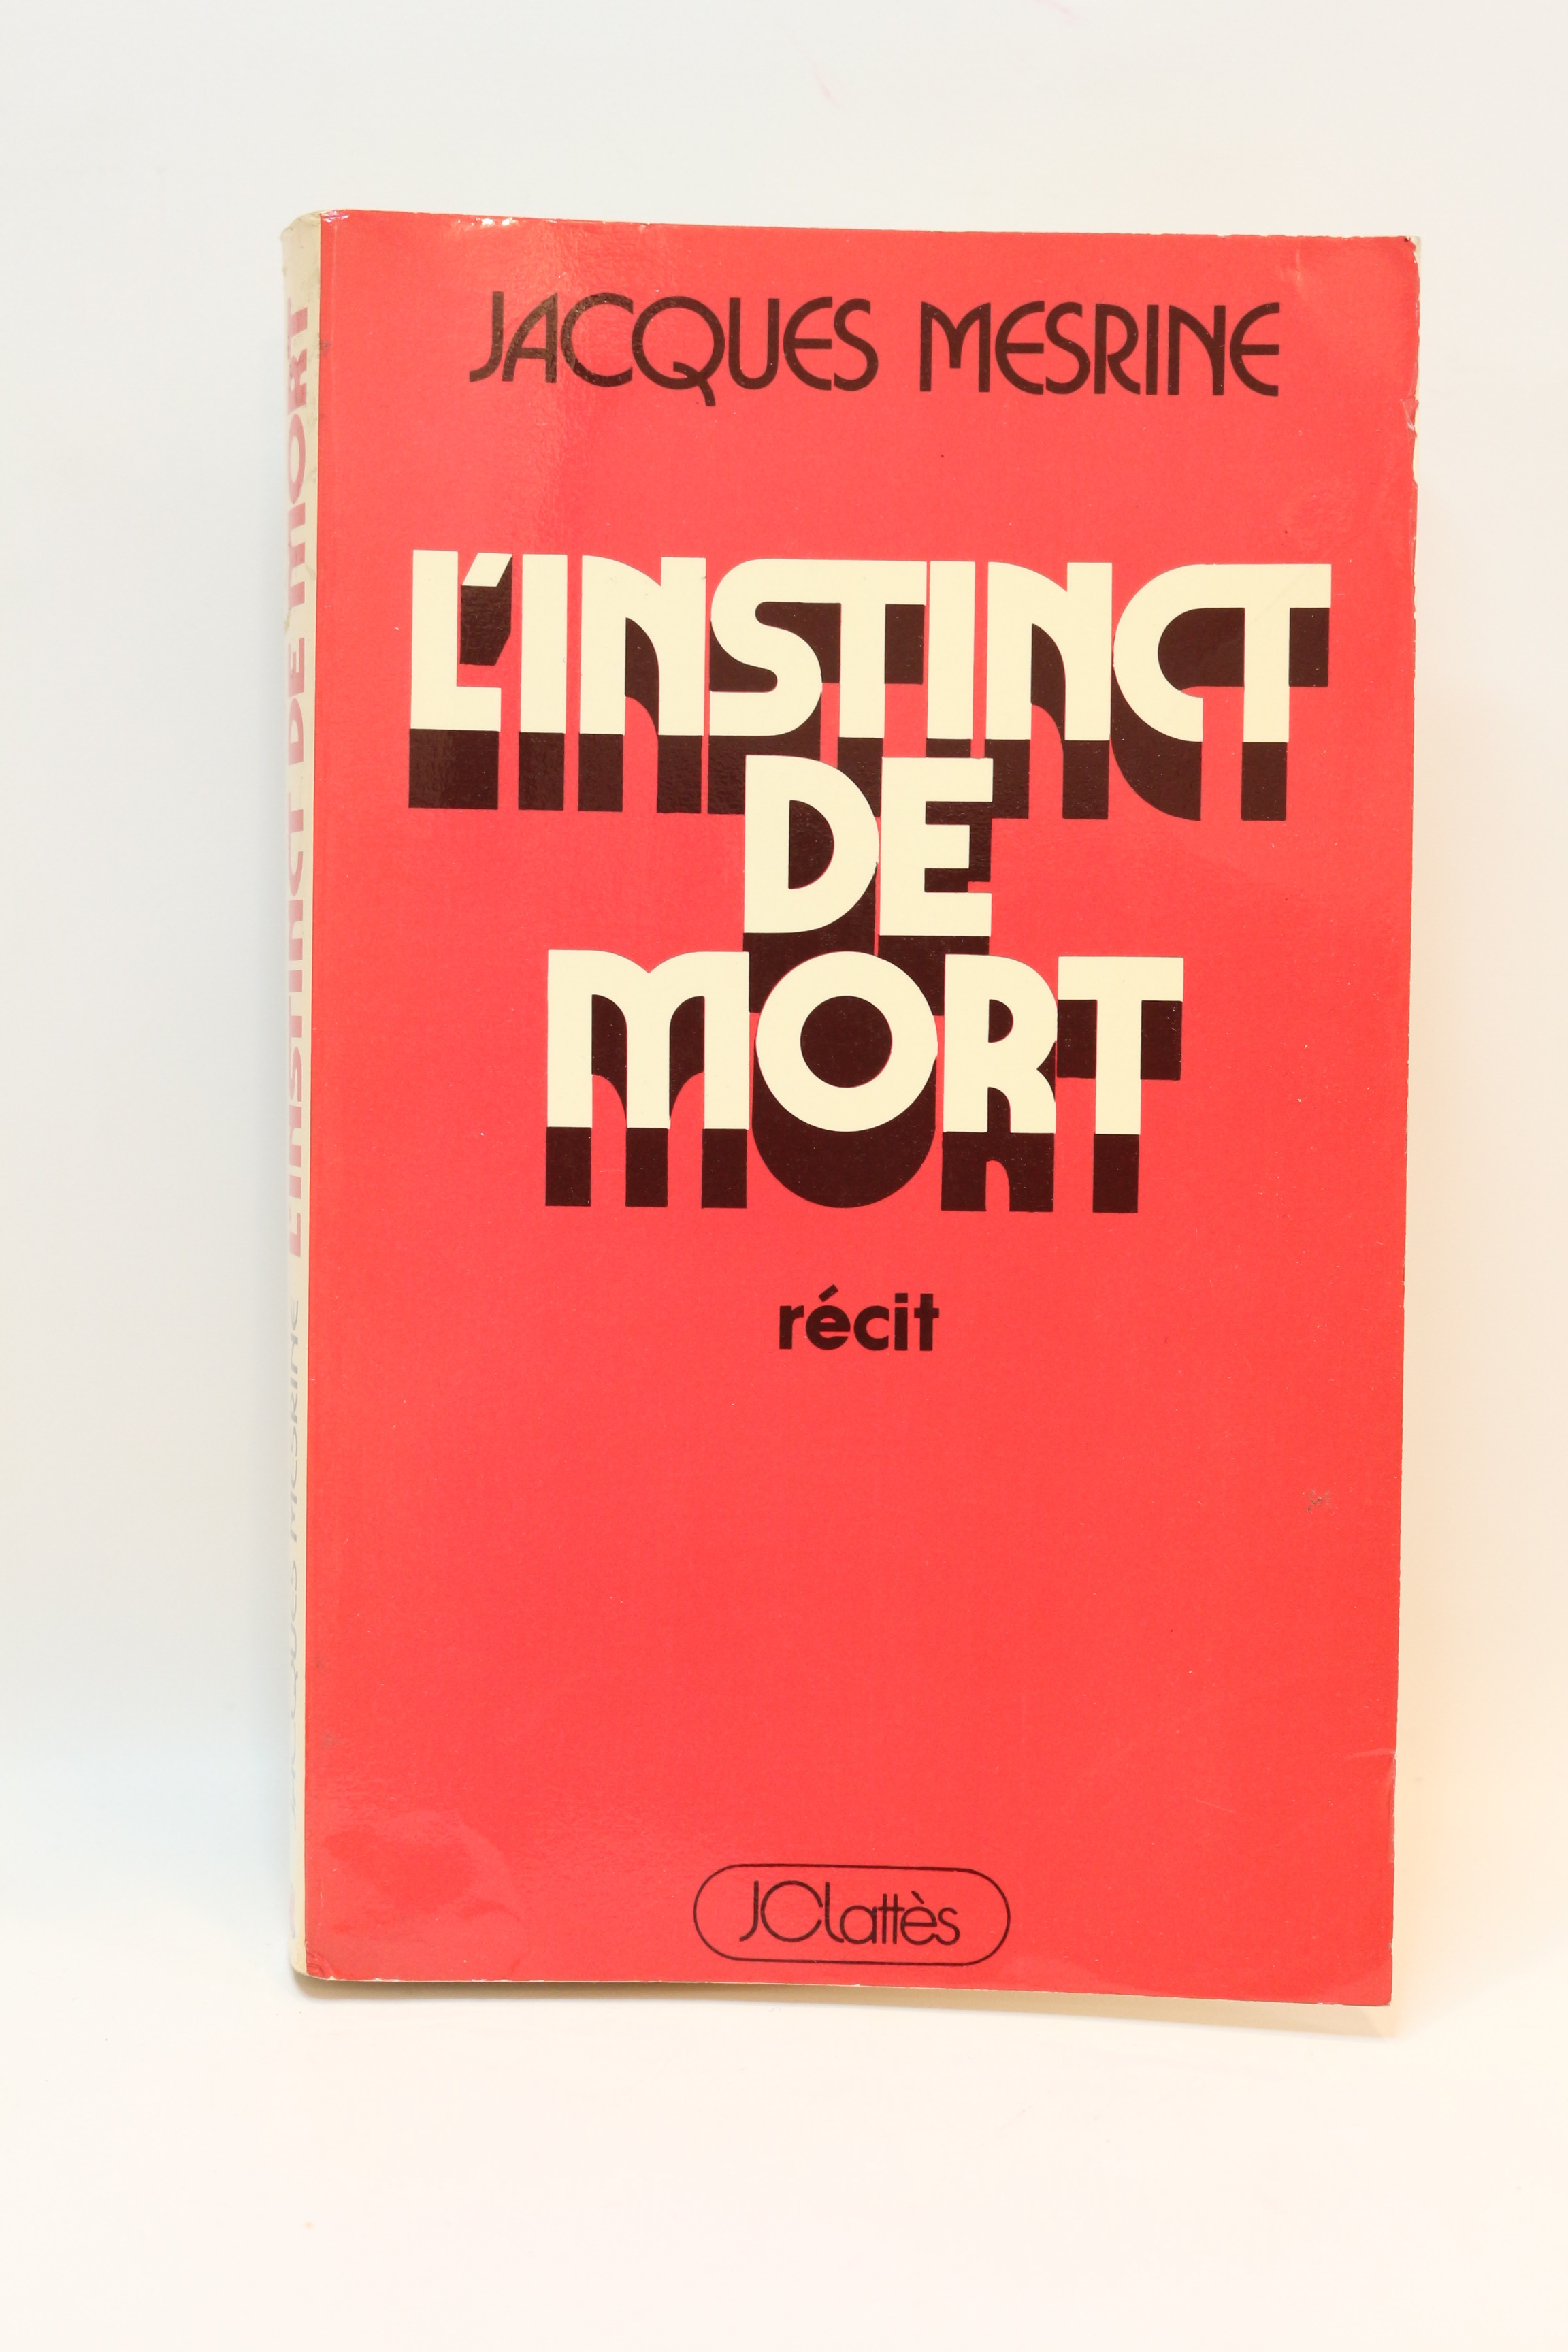 JACQUES MESRINE
L'INSTINCT
DE
MORT
récit
JClattès
JACQUES MESRINE L'INSTINCT DE MORT